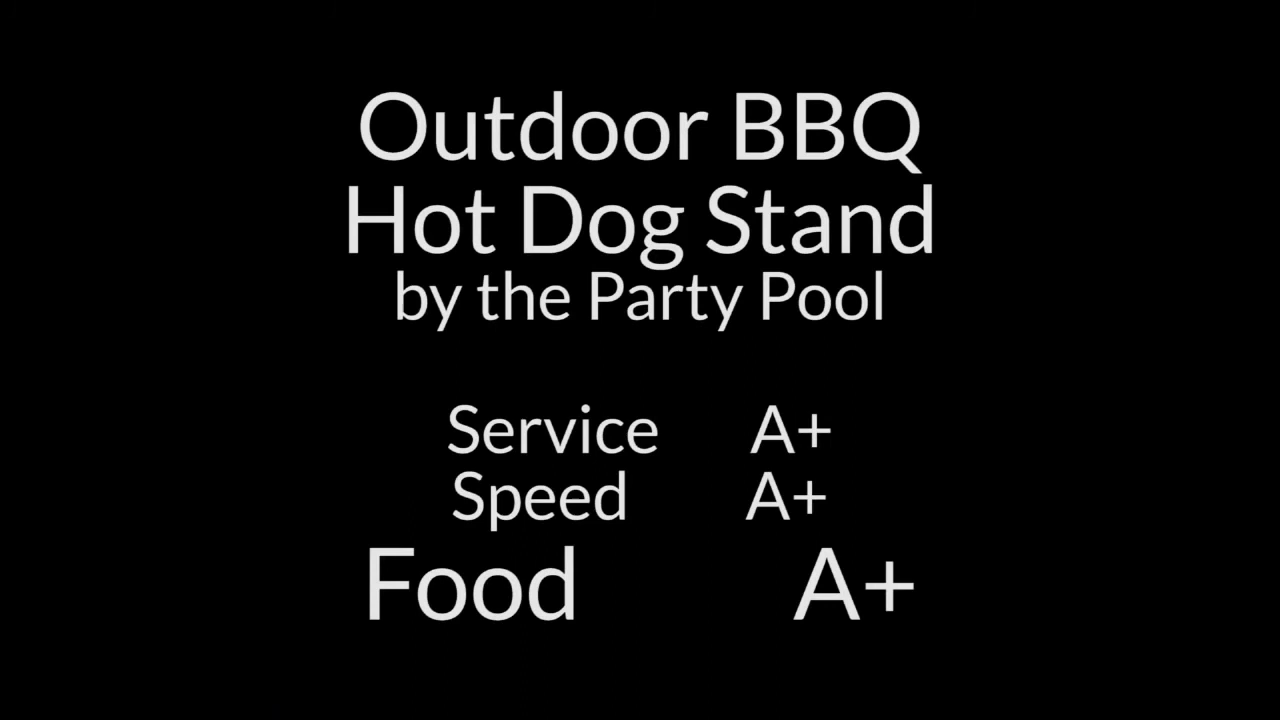 Outdoor BBQ
Hot Dog Stand
by the Party Pool
Service A+
Speed A+
Food A+